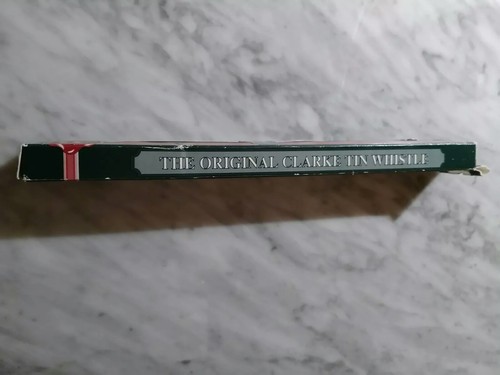 THE ORIGINAL CLARKE TIN WHISTLE